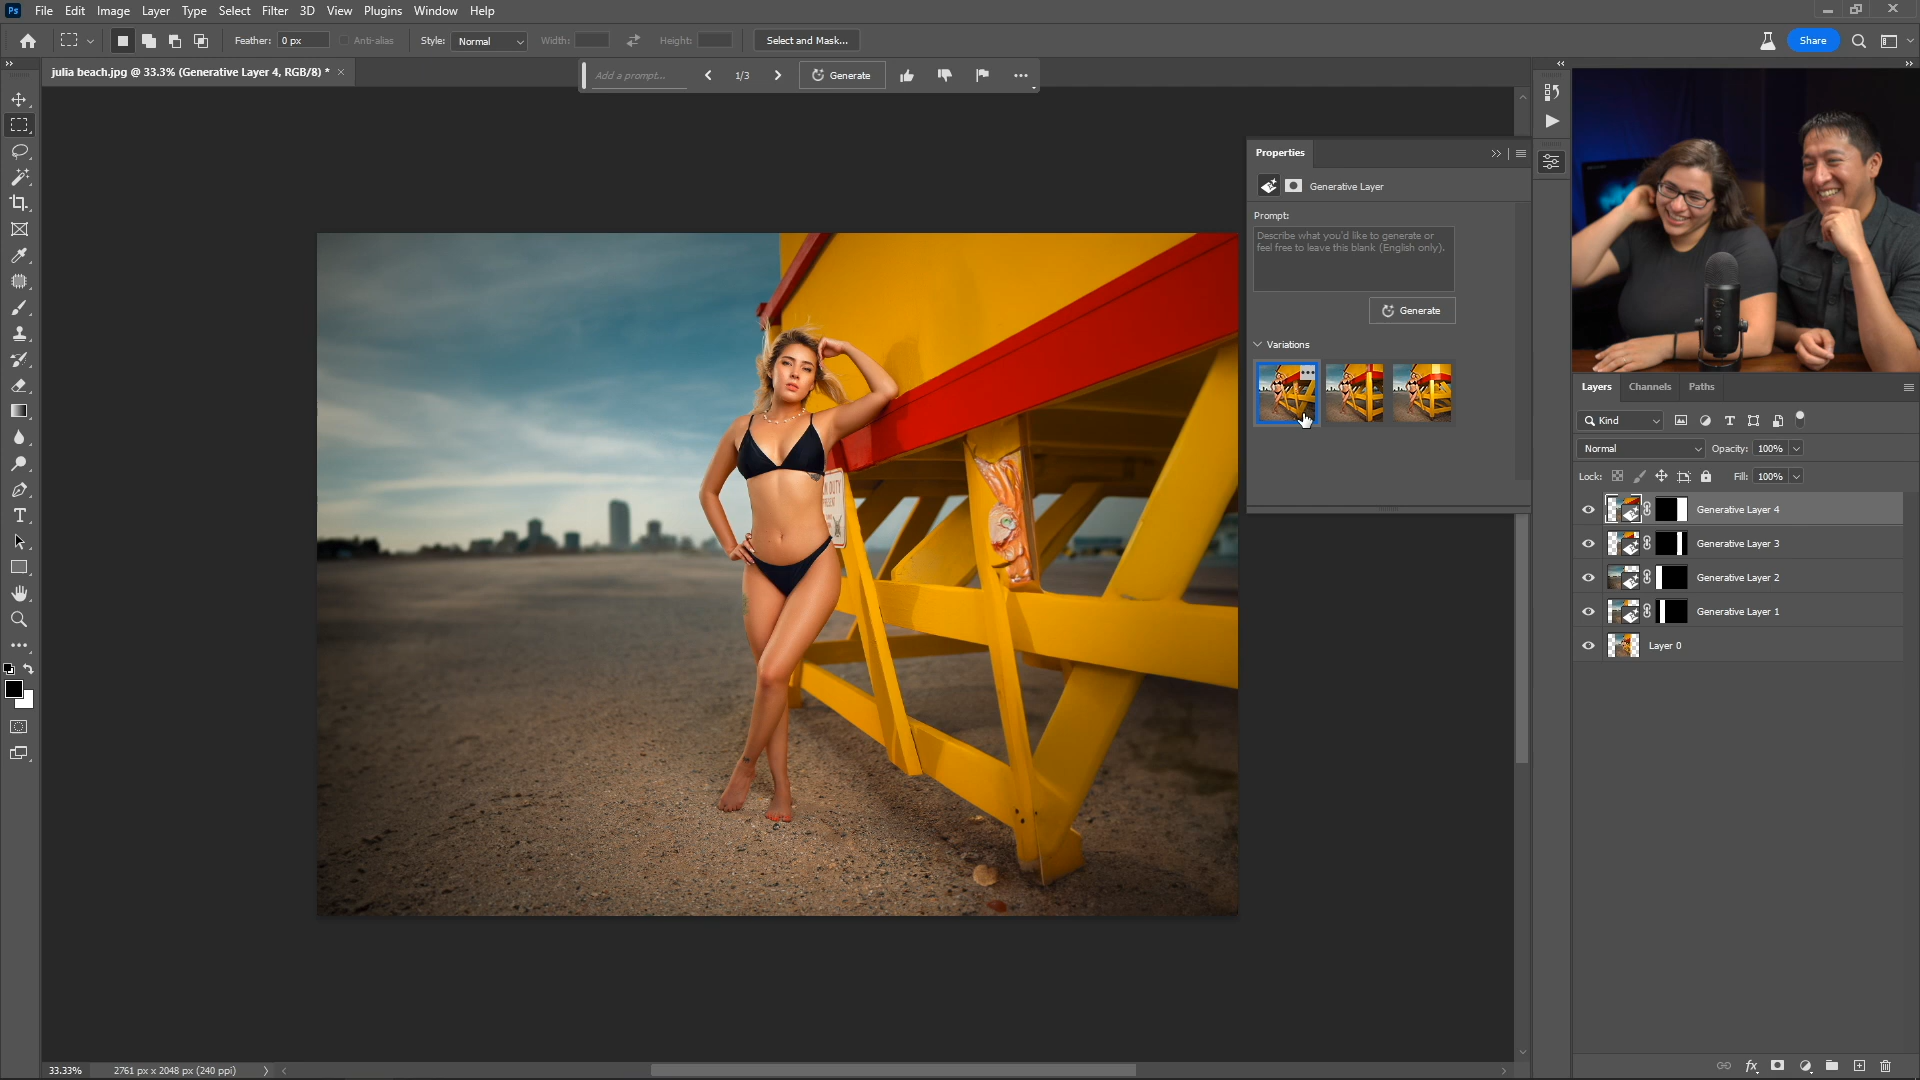 Ps File Edit Image Layer Type Select Filter 3D View Plugins Window Help
Feather: 0 px Anti-alias Style: Normal Width: Height: Select and Mask... Share
julia beach.jpg @ 33.3% (Generative Layer 4, RGB/8) * ×
Add a prompt... 1/3 Generate
Properties
Generative Layer
Prompt:
Describe what you'd like to generate or
feel free to leave this blank (English only).
Generate
Variations
Layers Channels Paths
Kind
Normal Opacity: 100%
Lock: Fill: 100%
Generative Layer 4
Generative Layer 3
Generative Layer 2
Generative Layer 1
Layer 0
DUTY
33.33% 2761 px x 2048 px (240 ppi)
fx